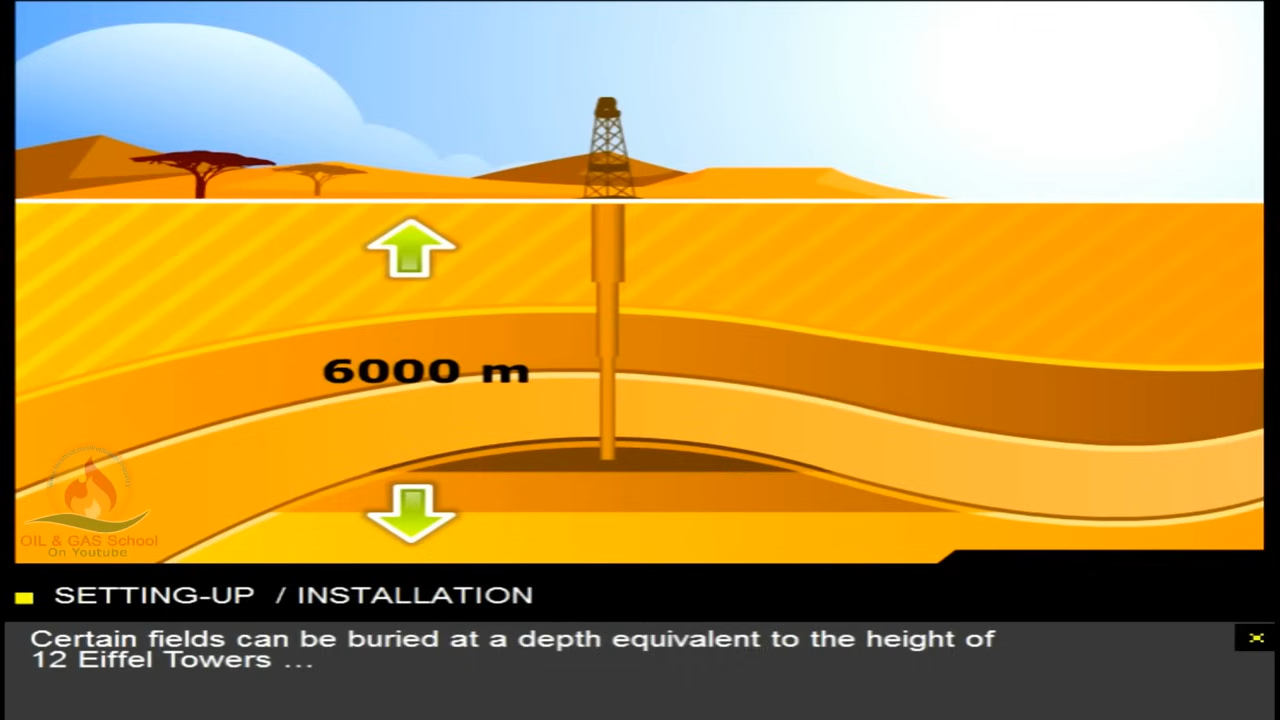 6000 m
OIL & GAS School
On Youtube
SETTING-UP / INSTALLATION
Certain fields can be buried at a depth equivalent to the height of
12 Eiffel Towers ...